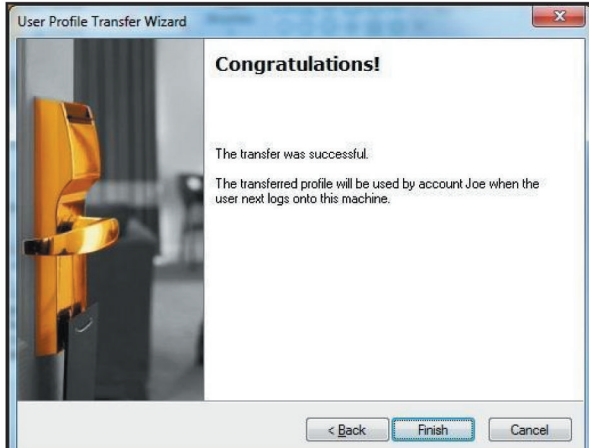 User Profile Transfer Wizard
Congratulations!
The transfer was successful.
The transferred profile will be used by account Joe when the
user next logs onto this machine.
< Back
Finish
Cancel